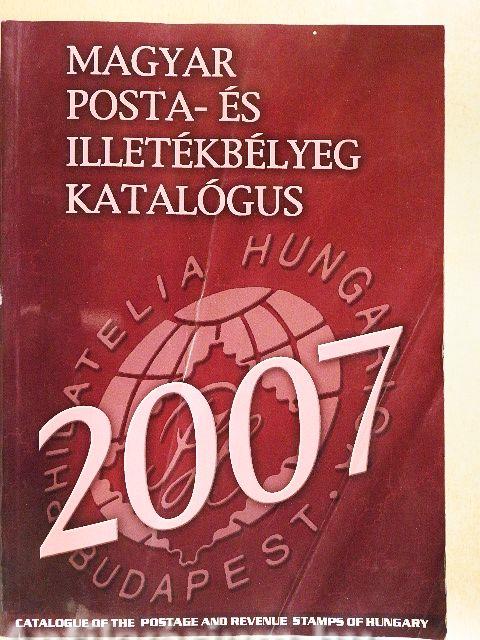 MAGYAR
POSTA- ÉS
ILLETÉKBÉLYEG
KATALÓGUS
PHILATELIA HUNGARICA
2007
BUDAPEST.
CATALOGUE OF THE POSTAGE AND REVENUE STAMPS OF HUNGARY